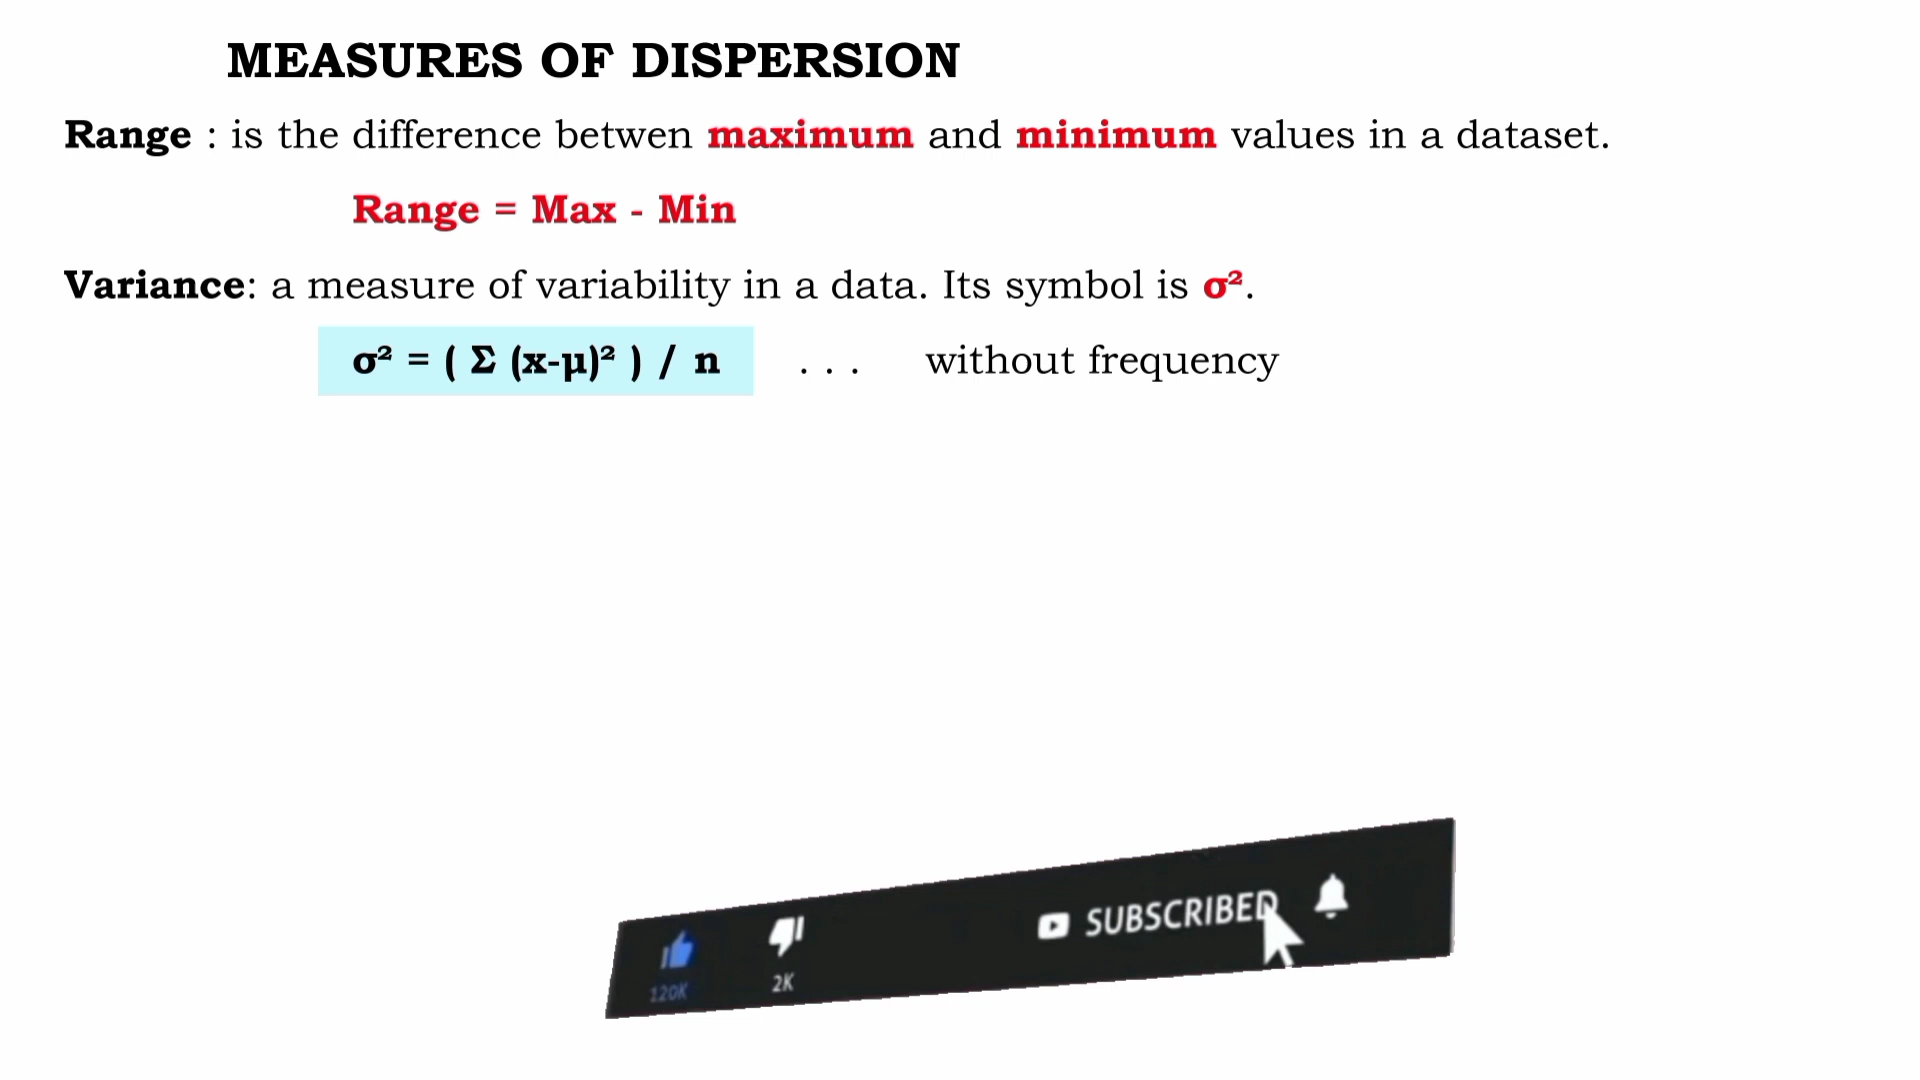 MEASURES OF DISPERSION
Range : is the difference betwen maximum and minimum values in a dataset.
Range = Max - Min
Variance: a measure of variability in a data. Its symbol is σ².
σ² = ( Σ (x-μ)² ) / n . . . without frequency
SUBSCRIBED
120K 2K